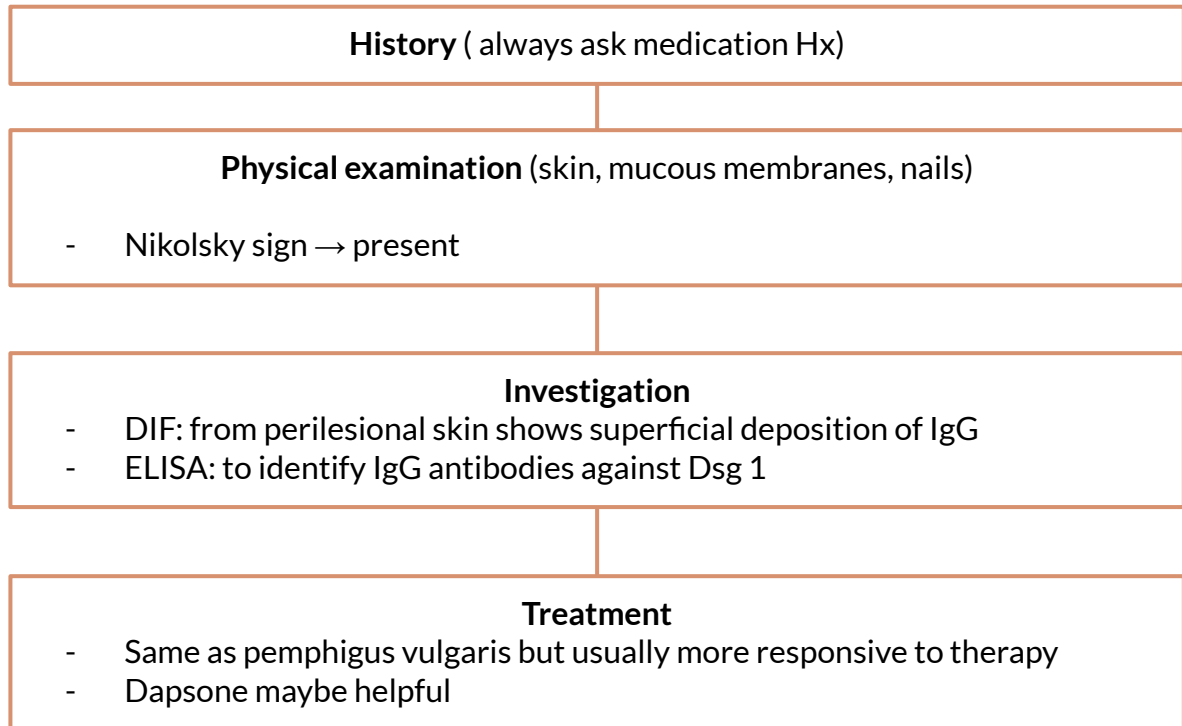 History ( always ask medication Hx)
Physical examination (skin, mucous membranes, nails)
- Nikolsky sign → present
Investigation
- DIF: from perilesional skin shows superficial deposition of IgG
- ELISA: to identify IgG antibodies against Dsg 1
Treatment
- Same as pemphigus vulgaris but usually more responsive to therapy
- Dapsone maybe helpful